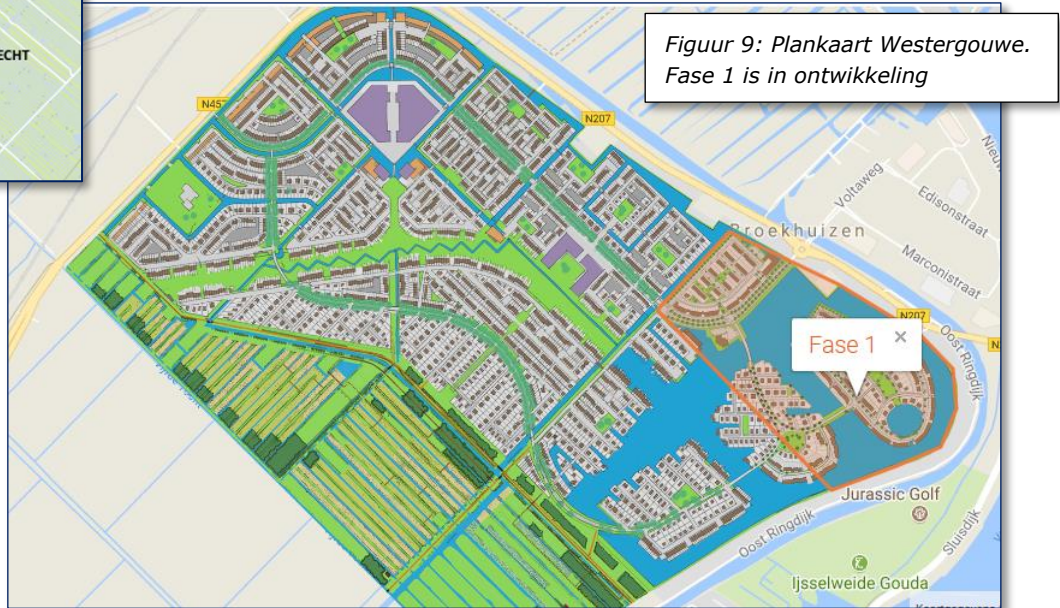 ECHT
Figuur 9: Plankaart Westergouwe.
Fase 1 is in ontwikkeling
N457
N207
Voltaweg
Edisonstraat
Broekhuizen
Marconistraat
N207
Fase 1 ×
Oost Ringdijk
Jurassic Golf
Oost Ringdijk
Sluisdijk
Ijsselweide Gouda